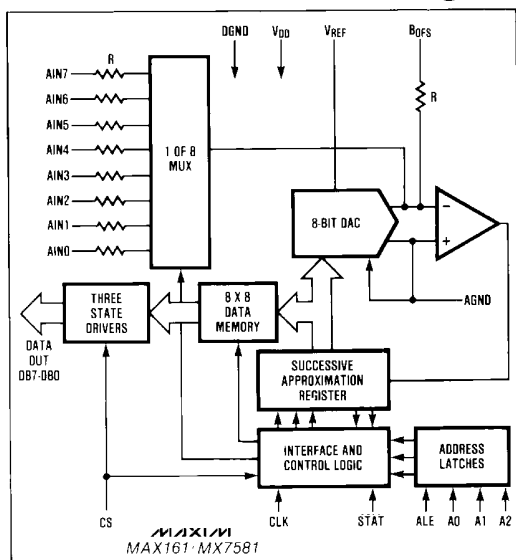 DGND
VDD
VREF
BOFS
AIN7
R
AIN6
AIN5
AIN4
AIN3
AIN2
AIN1
AIN0
1 OF 8
MUX
R
8-BIT DAC
−
+
AGND
THREE
STATE
DRIVERS
8 X 8
DATA
MEMORY
DATA
OUT
DB7-DB0
SUCCESSIVE
APPROXIMATION
REGISTER
INTERFACE AND
CONTROL LOGIC
ADDRESS
LATCHES
CS
CLK
STAT
ALE
A0
A1
A2
MAXIM
MAX161·MX7581